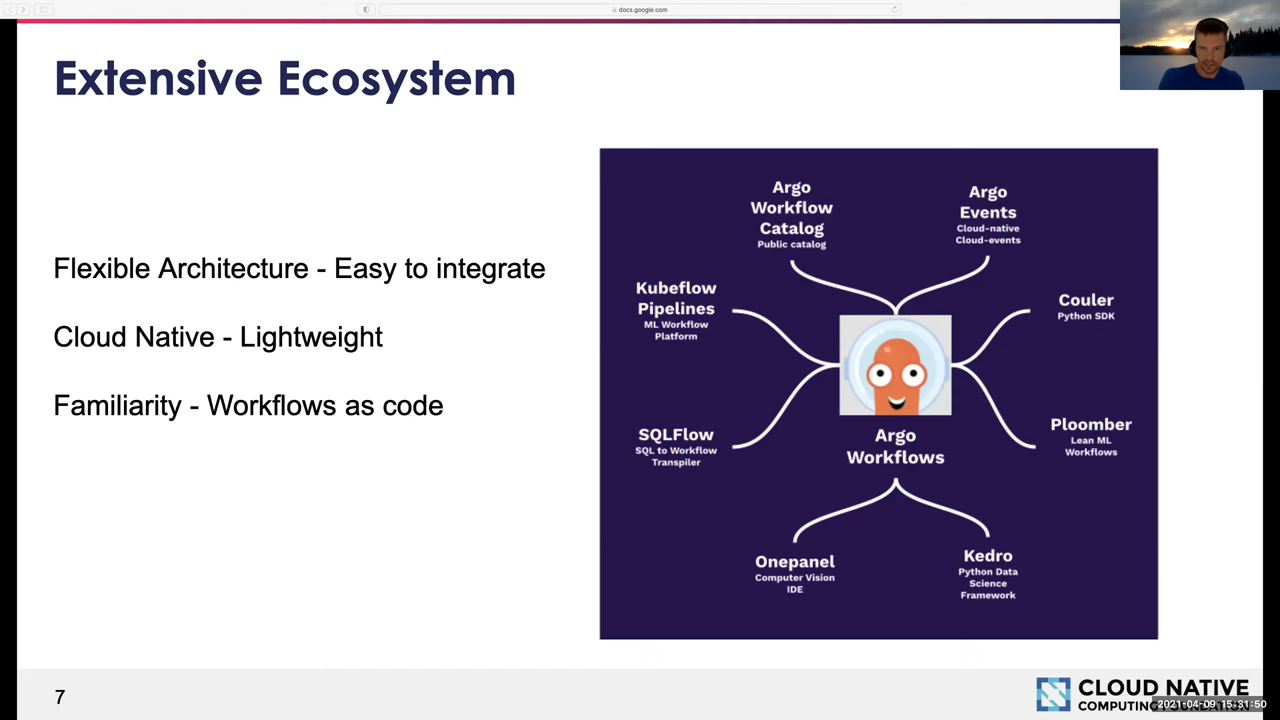 docs.google.com
Extensive Ecosystem
Flexible Architecture - Easy to integrate
Cloud Native - Lightweight
Familiarity - Workflows as code
Argo
Workflow
Catalog
Public catalog
Argo
Events
Cloud-native
Cloud-events
Kubeflow
Pipelines
ML Workflow
Platform
Couler
Python SDK
SQLFlow
SQL to Workflow
Transpiler
Argo
Workflows
Ploomber
Lean ML
Workflows
Onepanel
Computer Vision
IDE
Kedro
Python Data
Science
Framework
7
CLOUD NATIVE
COMPUTING FOUNDATION
2021-04-09 15:31:50